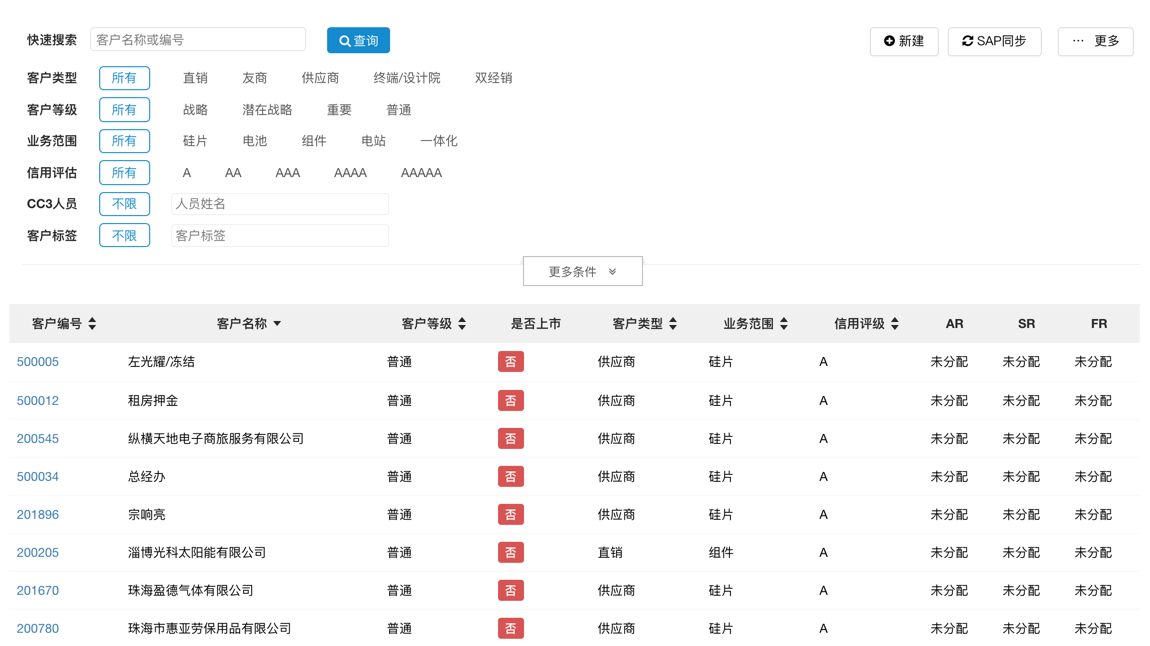 快速搜索 客户名称或编号 查询 新建 SAP同步 ··· 更多
客户类型 所有 直销 友商 供应商 终端/设计院 双经销
客户等级 所有 战略 潜在战略 重要 普通
业务范围 所有 硅片 电池 组件 电站 一体化
信用评估 所有 A AA AAA AAAA AAAAA
CC3人员 不限 人员姓名
客户标签 不限 客户标签
更多条件
客户编号 客户名称 客户等级 是否上市 客户类型 业务范围 信用评级 AR SR FR
500005 左光耀/冻结 普通 否 供应商 硅片 A 未分配 未分配 未分配
500012 租房押金 普通 否 供应商 硅片 A 未分配 未分配 未分配
200545 纵横天地电子商旅服务有限公司 普通 否 供应商 硅片 A 未分配 未分配 未分配
500034 总经办 普通 否 供应商 硅片 A 未分配 未分配 未分配
201896 宗响亮 普通 否 供应商 硅片 A 未分配 未分配 未分配
200205 淄博光科太阳能有限公司 普通 否 直销 组件 A 未分配 未分配 未分配
201670 珠海盈德气体有限公司 普通 否 供应商 硅片 A 未分配 未分配 未分配
200780 珠海市惠亚劳保用品有限公司 普通 否 供应商 硅片 A 未分配 未分配 未分配